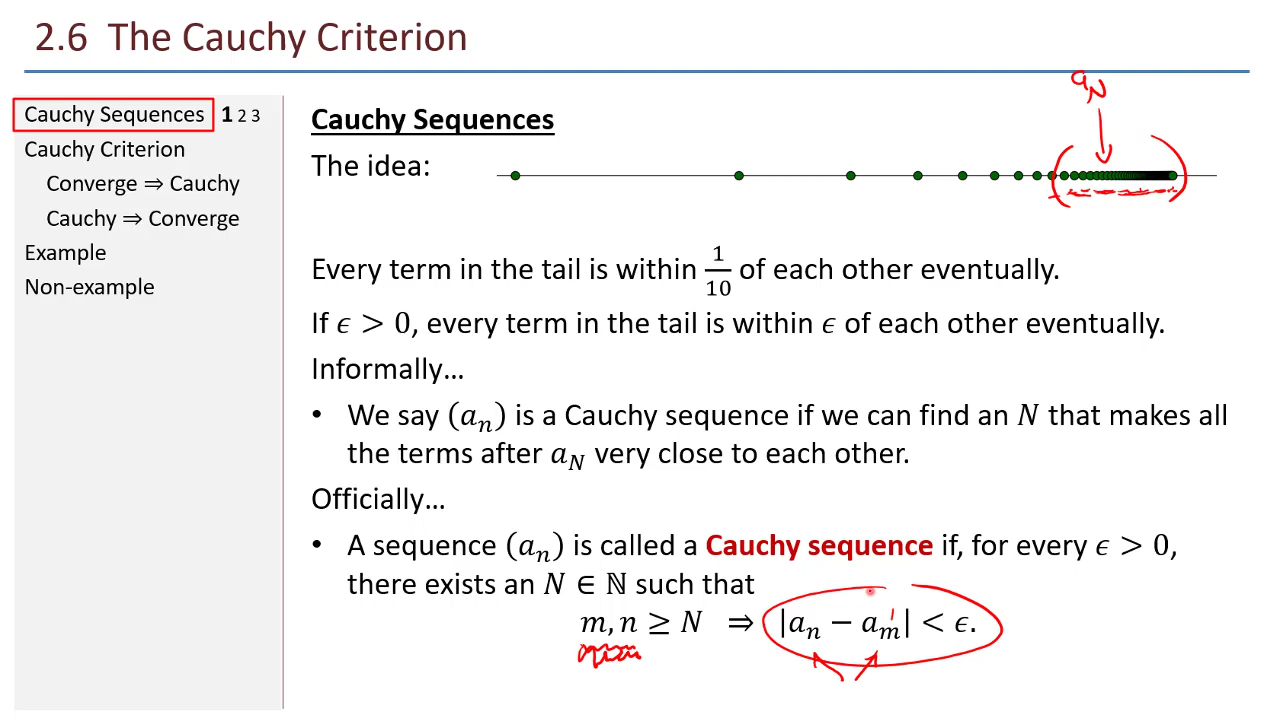 2.6 The Cauchy Criterion
Cauchy Sequences 1 2 3
Cauchy Criterion
Converge ⇒ Cauchy
Cauchy ⇒ Converge
Example
Non-example
Cauchy Sequences
a_N
The idea:
Every term in the tail is within 1/10 of each other eventually.
If ϵ > 0, every term in the tail is within ϵ of each other eventually.
Informally…
• We say (a_n) is a Cauchy sequence if we can find an N that makes all
the terms after a_N very close to each other.
Officially…
• A sequence (a_n) is called a Cauchy sequence if, for every ϵ > 0,
there exists an N ∈ ℕ such that
m, n ≥ N ⇒ |a_n − a_m| < ϵ.